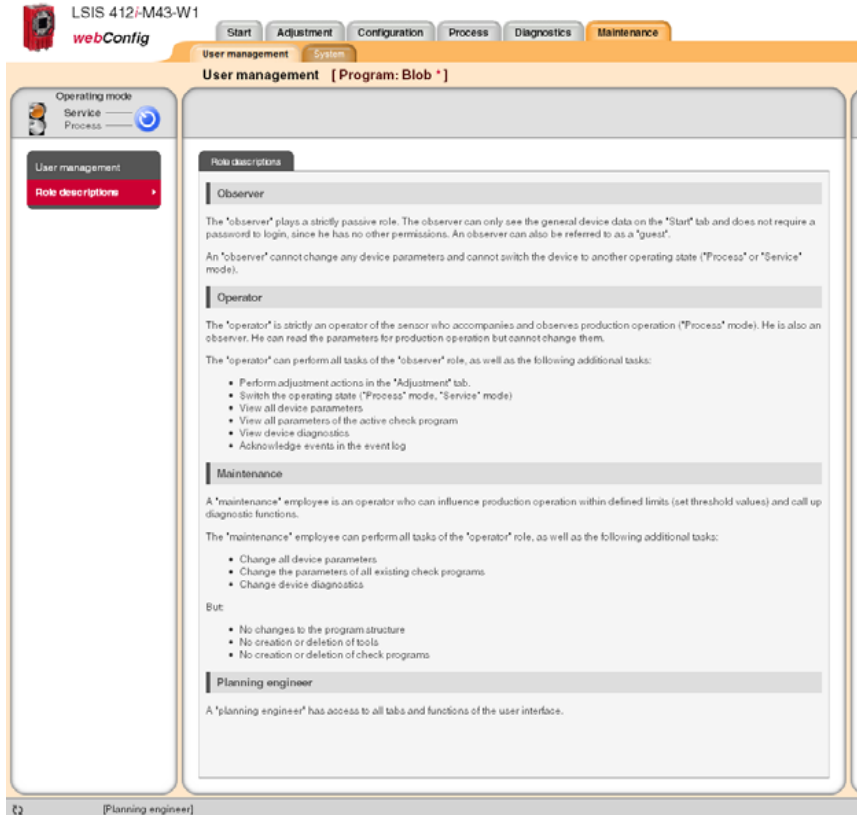 LSIS 412i-M43-W1
webConfig
Start Adjustment Configuration Process Diagnostics Maintenance
User management System
User management [ Program: Blob * ]
Operating mode
Service
Process
User management
Role descriptions
Role descriptions
Observer
The "observer" plays a strictly passive role. The observer can only see the general device data on the "Start" tab and does not require a
password to login, since he has no other permissions. An observer can also be referred to as a "guest".
An "observer" cannot change any device parameters and cannot switch the device to another operating state ("Process" or "Service"
mode).
Operator
The "operator" is strictly an operator of the sensor who accompanies and observes production operation ("Process" mode). He is also an
observer. He can read the parameters for production operation but cannot change them.
The "operator" can perform all tasks of the "observer" role, as well as the following additional tasks:
• Perform adjustment actions in the "Adjustment" tab.
• Switch the operating state ("Process" mode, "Service" mode)
• View all device parameters
• View all parameters of the active check program
• View device diagnostics
• Acknowledge events in the event log
Maintenance
A "maintenance" employee is an operator who can influence production operation within defined limits (set threshold values) and call up
diagnostic functions.
The "maintenance" employee can perform all tasks of the "operator" role, as well as the following additional tasks:
• Change all device parameters
• Change the parameters of all existing check programs
• Change device diagnostics
But:
• No changes to the program structure
• No creation or deletion of tools
• No creation or deletion of check programs
Planning engineer
A "planning engineer" has access to all tabs and functions of the user interface.
[Planning engineer]